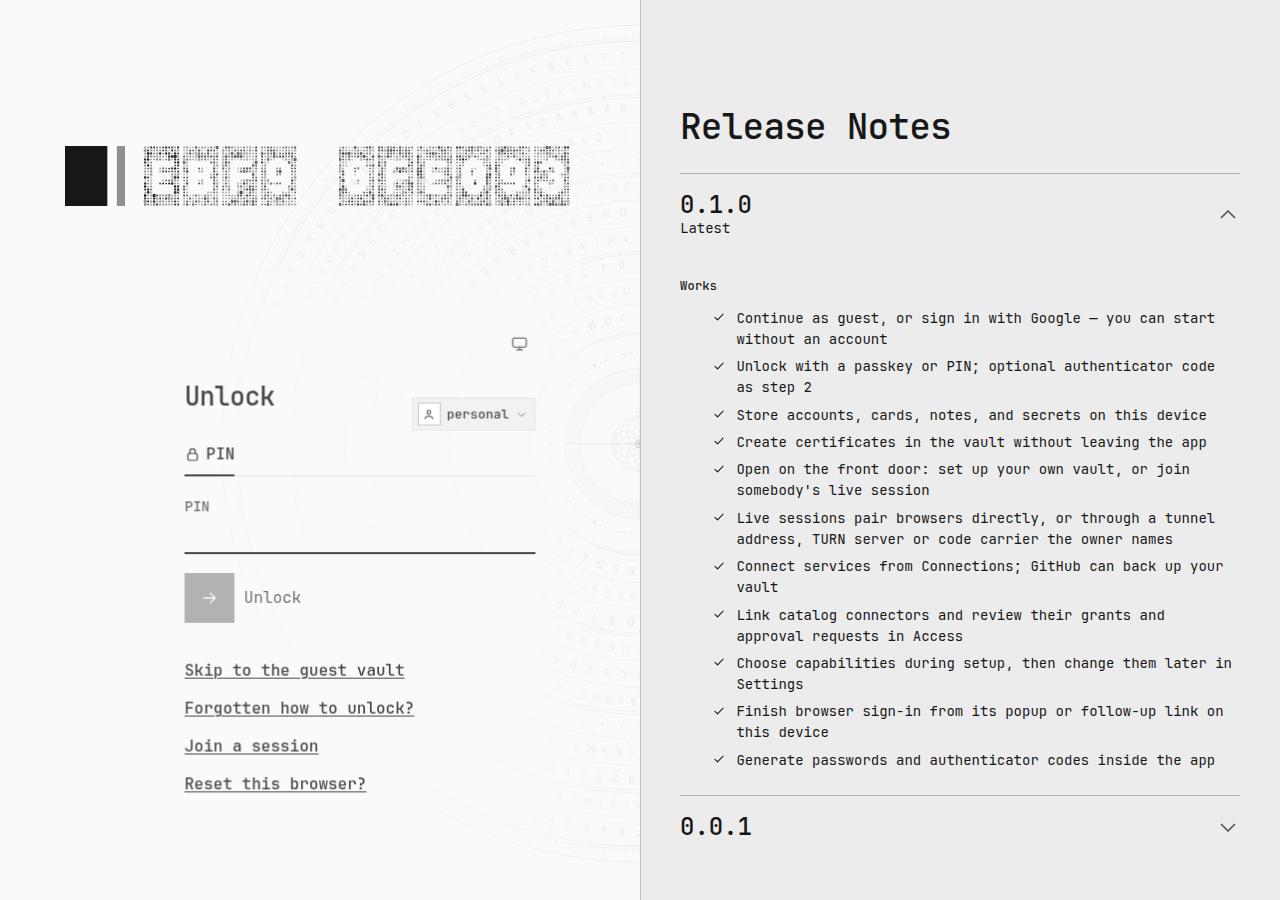 Unlock
personal
PIN
PIN
Unlock
Skip to the guest vault
Forgotten how to unlock?
Join a session
Reset this browser?
Release Notes
0.1.0
Latest
Works
Continue as guest, or sign in with Google — you can start
without an account
Unlock with a passkey or PIN; optional authenticator code
as step 2
Store accounts, cards, notes, and secrets on this device
Create certificates in the vault without leaving the app
Open on the front door: set up your own vault, or join
somebody's live session
Live sessions pair browsers directly, or through a tunnel
address, TURN server or code carrier the owner names
Connect services from Connections; GitHub can back up your
vault
Link catalog connectors and review their grants and
approval requests in Access
Choose capabilities during setup, then change them later in
Settings
Finish browser sign-in from its popup or follow-up link on
this device
Generate passwords and authenticator codes inside the app
0.0.1